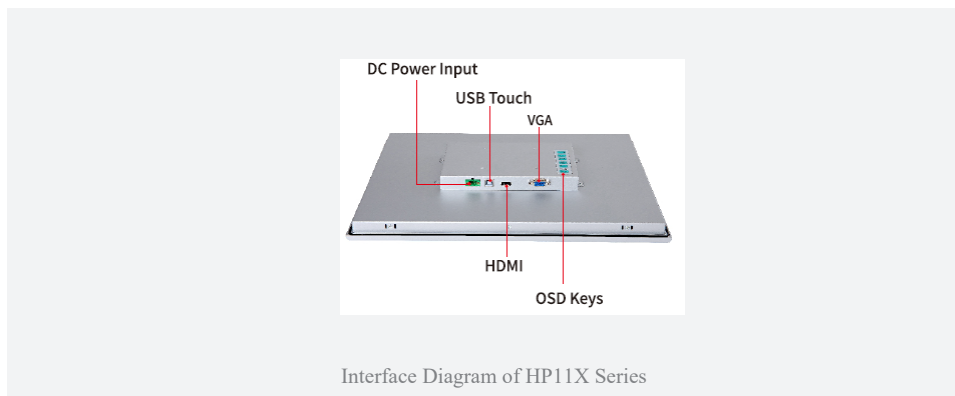 DC Power Input
USB Touch
VGA
HDMI
OSD Keys
Interface Diagram of HP11X Series